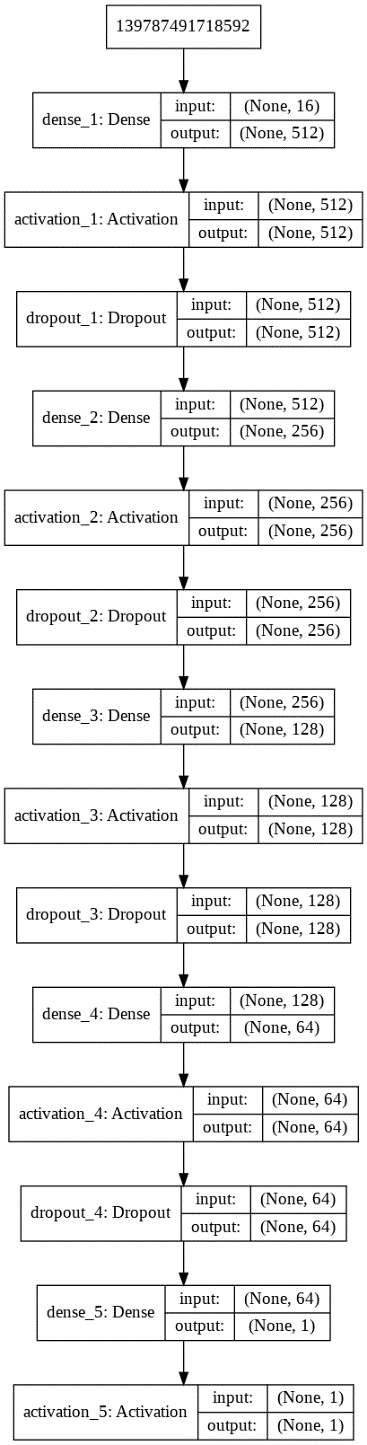 139787491718592
dense_1: Dense
input: (None, 16)
output: (None, 512)
activation_1: Activation
input: (None, 512)
output: (None, 512)
dropout_1: Dropout
input: (None, 512)
output: (None, 512)
dense_2: Dense
input: (None, 512)
output: (None, 256)
activation_2: Activation
input: (None, 256)
output: (None, 256)
dropout_2: Dropout
input: (None, 256)
output: (None, 256)
dense_3: Dense
input: (None, 256)
output: (None, 128)
activation_3: Activation
input: (None, 128)
output: (None, 128)
dropout_3: Dropout
input: (None, 128)
output: (None, 128)
dense_4: Dense
input: (None, 128)
output: (None, 64)
activation_4: Activation
input: (None, 64)
output: (None, 64)
dropout_4: Dropout
input: (None, 64)
output: (None, 64)
dense_5: Dense
input: (None, 64)
output: (None, 1)
activation_5: Activation
input: (None, 1)
output: (None, 1)